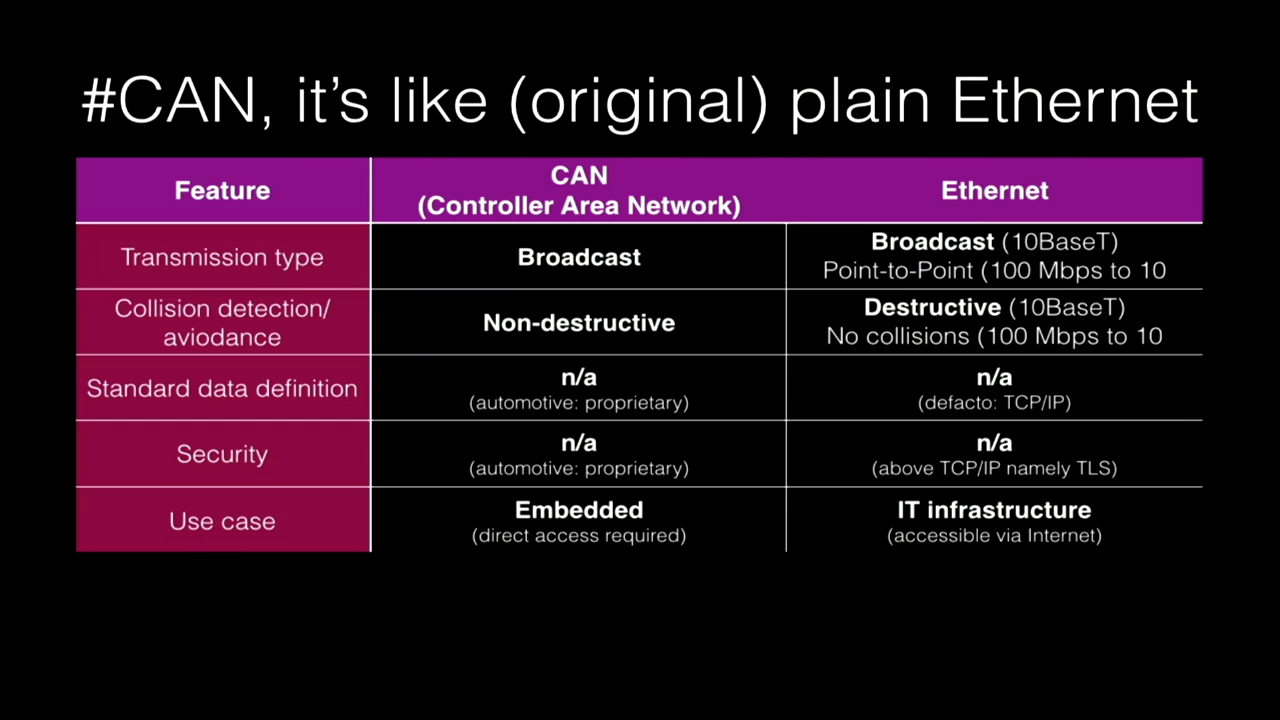 #CAN, it's like (original) plain Ethernet
Feature
CAN
(Controller Area Network)
Ethernet
Transmission type
Broadcast
Broadcast (10BaseT)
Point-to-Point (100 Mbps to 10
Collision detection/
aviodance
Non-destructive
Destructive (10BaseT)
No collisions (100 Mbps to 10
Standard data definition
n/a
(automotive: proprietary)
n/a
(defacto: TCP/IP)
Security
n/a
(automotive: proprietary)
n/a
(above TCP/IP namely TLS)
Use case
Embedded
(direct access required)
IT infrastructure
(accessible via Internet)